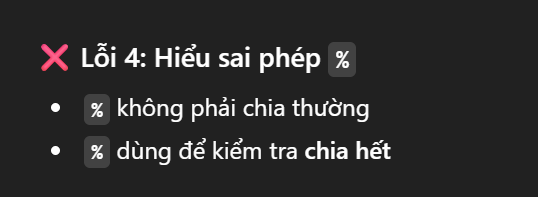 ❌ Lỗi 4: Hiểu sai phép %
• % không phải chia thường
• % dùng để kiểm tra chia hết